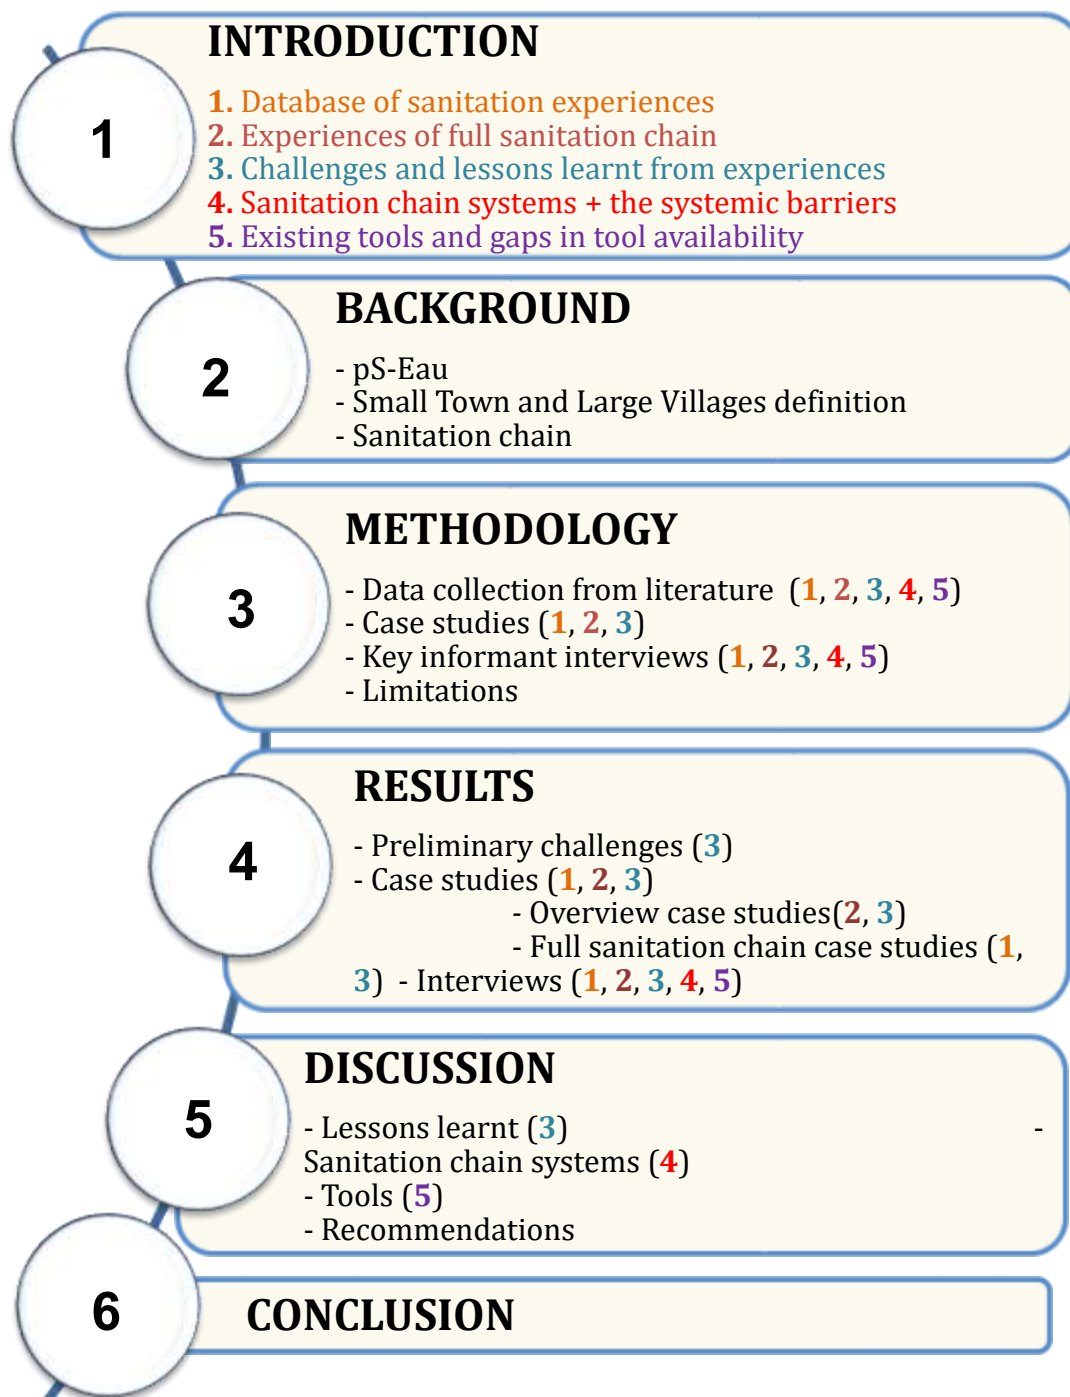 1
INTRODUCTION
1. Database of sanitation experiences
2. Experiences of full sanitation chain
3. Challenges and lessons learnt from experiences
4. Sanitation chain systems + the systemic barriers
5. Existing tools and gaps in tool availability
2
BACKGROUND
- pS-Eau
- Small Town and Large Villages definition
- Sanitation chain
3
METHODOLOGY
- Data collection from literature (1, 2, 3, 4, 5)
- Case studies (1, 2, 3)
- Key informant interviews (1, 2, 3, 4, 5)
- Limitations
4
RESULTS
- Preliminary challenges (3)
- Case studies (1, 2, 3)
- Overview case studies(2, 3)
- Full sanitation chain case studies (1,
3) - Interviews (1, 2, 3, 4, 5)
5
DISCUSSION
- Lessons learnt (3) -
Sanitation chain systems (4)
- Tools (5)
- Recommendations
6
CONCLUSION